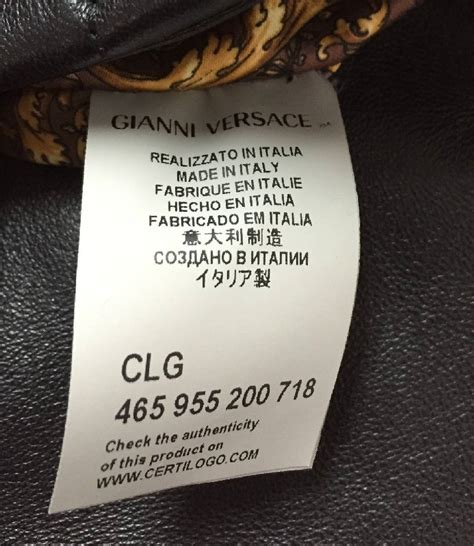 GIANNI VERSACE
REALIZZATO IN ITALIA
MADE IN ITALY
FABRIQUE EN ITALIE
HECHO EN ITALIA
FABRICADO EM ITALIA
意大利制造
СОЗДАНО В ИТАЛИИ
イタリア製
CLG
465 955 200 718
Check the authenticity
of this product on
WWW.CERTILOGO.COM